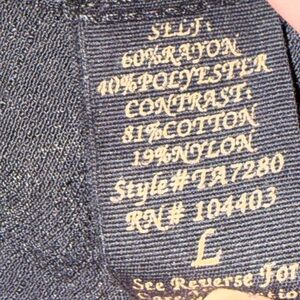 SELF:
60%RAYON
40%POLYESTER
CONTRAST:
81%COTTON
19%NYLON
Style#TA7280
RN# 104403
L
See Reverse For